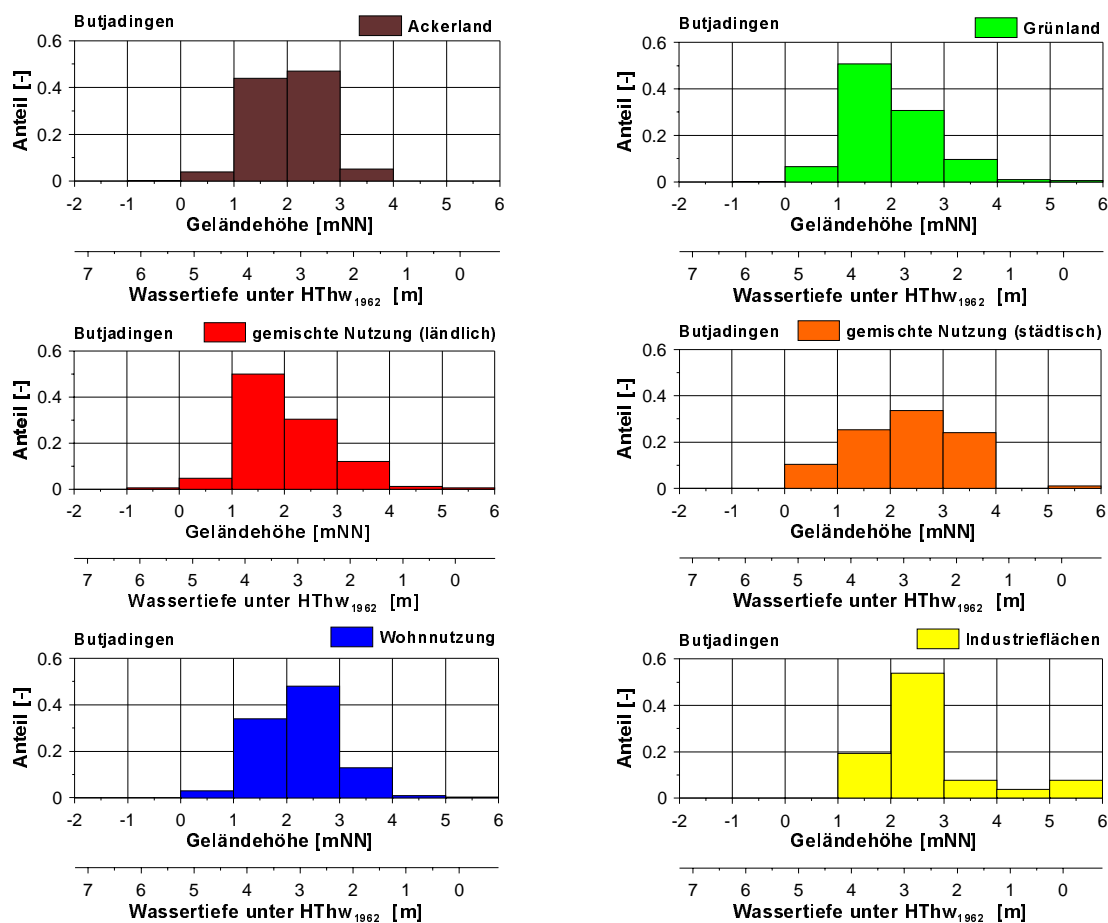 Butjadingen
Ackerland
0.6
0.4
0.2
0
Anteil [-]
-2 -1 0 1 2 3 4 5 6
Geländehöhe [mNN]
7 6 5 4 3 2 1 0
Wassertiefe unter HThw1962 [m]
Butjadingen
Grünland
0.6
0.4
0.2
0
Anteil [-]
-2 -1 0 1 2 3 4 5 6
Geländehöhe [mNN]
7 6 5 4 3 2 1 0
Wassertiefe unter HThw1962 [m]
Butjadingen
gemischte Nutzung (ländlich)
0.6
0.4
0.2
0
Anteil [-]
-2 -1 0 1 2 3 4 5 6
Geländehöhe [mNN]
7 6 5 4 3 2 1 0
Wassertiefe unter HThw1962 [m]
Butjadingen
gemischte Nutzung (städtisch)
0.6
0.4
0.2
0
Anteil [-]
-2 -1 0 1 2 3 4 5 6
Geländehöhe [mNN]
7 6 5 4 3 2 1 0
Wassertiefe unter HThw1962 [m]
Butjadingen
Wohnnutzung
0.6
0.4
0.2
0
Anteil [-]
-2 -1 0 1 2 3 4 5 6
Geländehöhe [mNN]
7 6 5 4 3 2 1 0
Wassertiefe unter HThw1962 [m]
Butjadingen
Industrieflächen
0.6
0.4
0.2
0
Anteil [-]
-2 -1 0 1 2 3 4 5 6
Geländehöhe [mNN]
7 6 5 4 3 2 1 0
Wassertiefe unter HThw1962 [m]